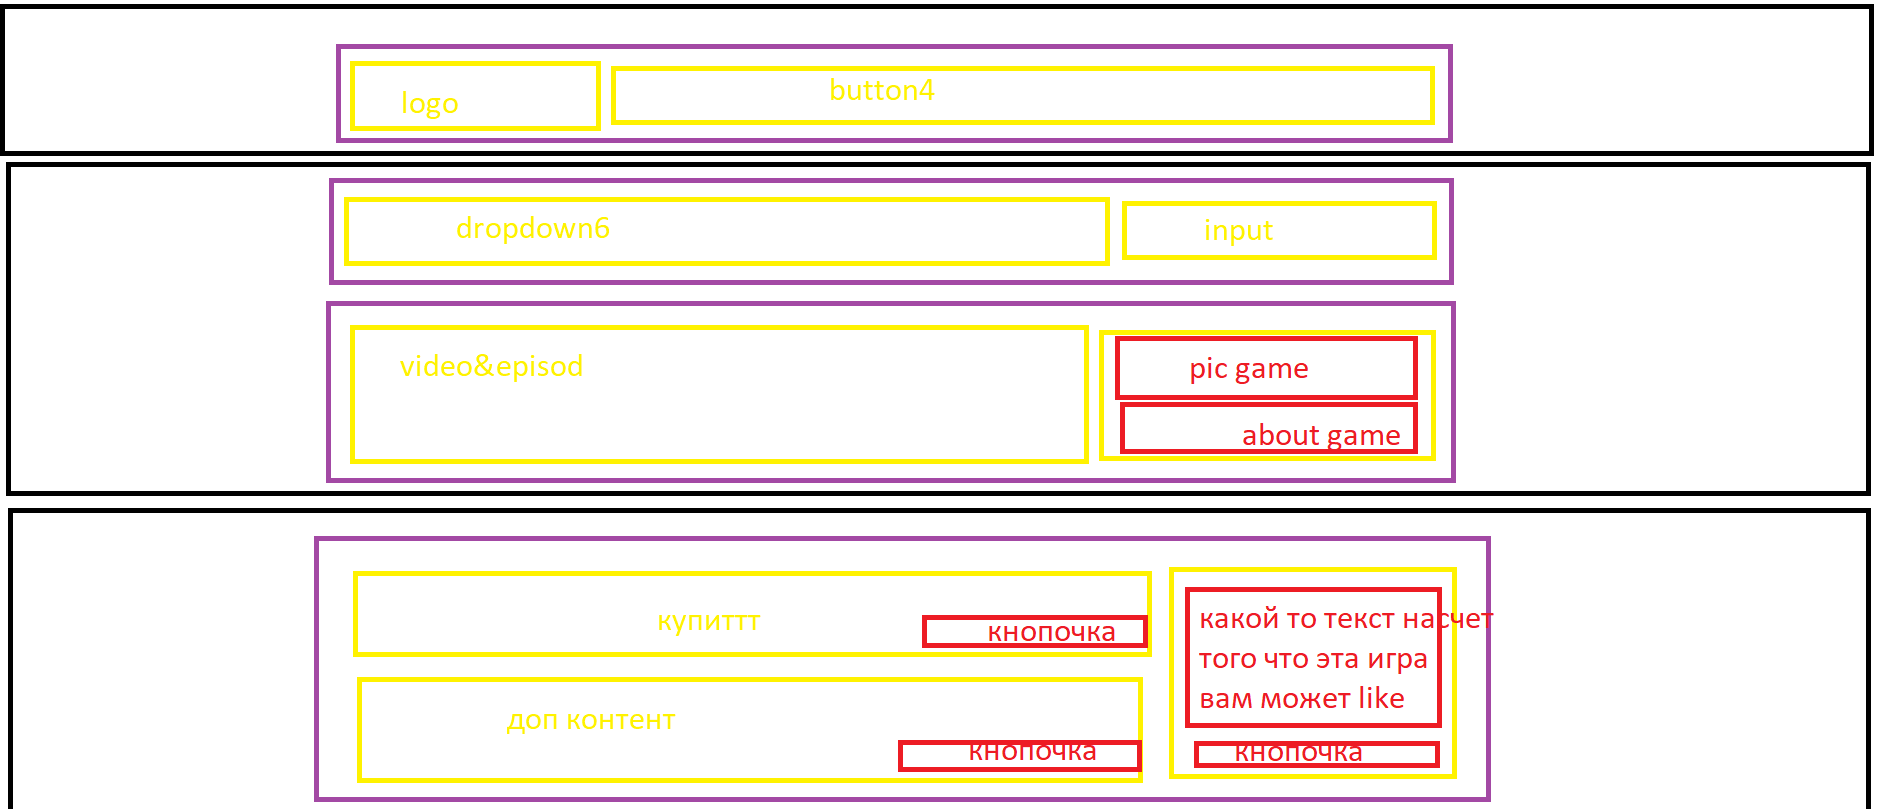 logo
button4
dropdown6
input
video&episod
pic game
about game
купиттт
кнопочка
доп контент
кнопочка
какой то текст насчет
того что эта игра
вам может like
кнопочка